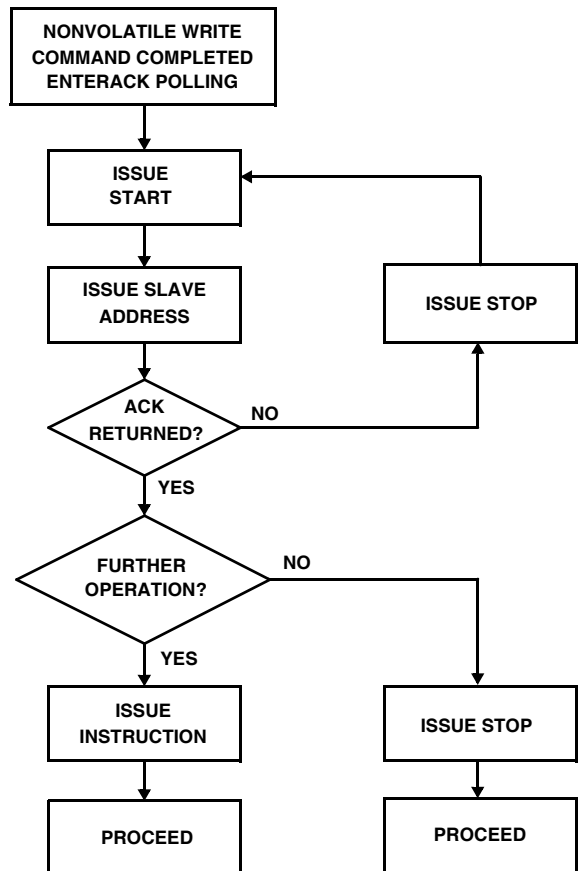 NONVOLATILE WRITE
COMMAND COMPLETED
ENTERACK POLLING
ISSUE
START
ISSUE SLAVE
ADDRESS
ISSUE STOP
ACK
RETURNED?
NO
YES
FURTHER
OPERATION?
NO
YES
ISSUE
INSTRUCTION
ISSUE STOP
PROCEED
PROCEED